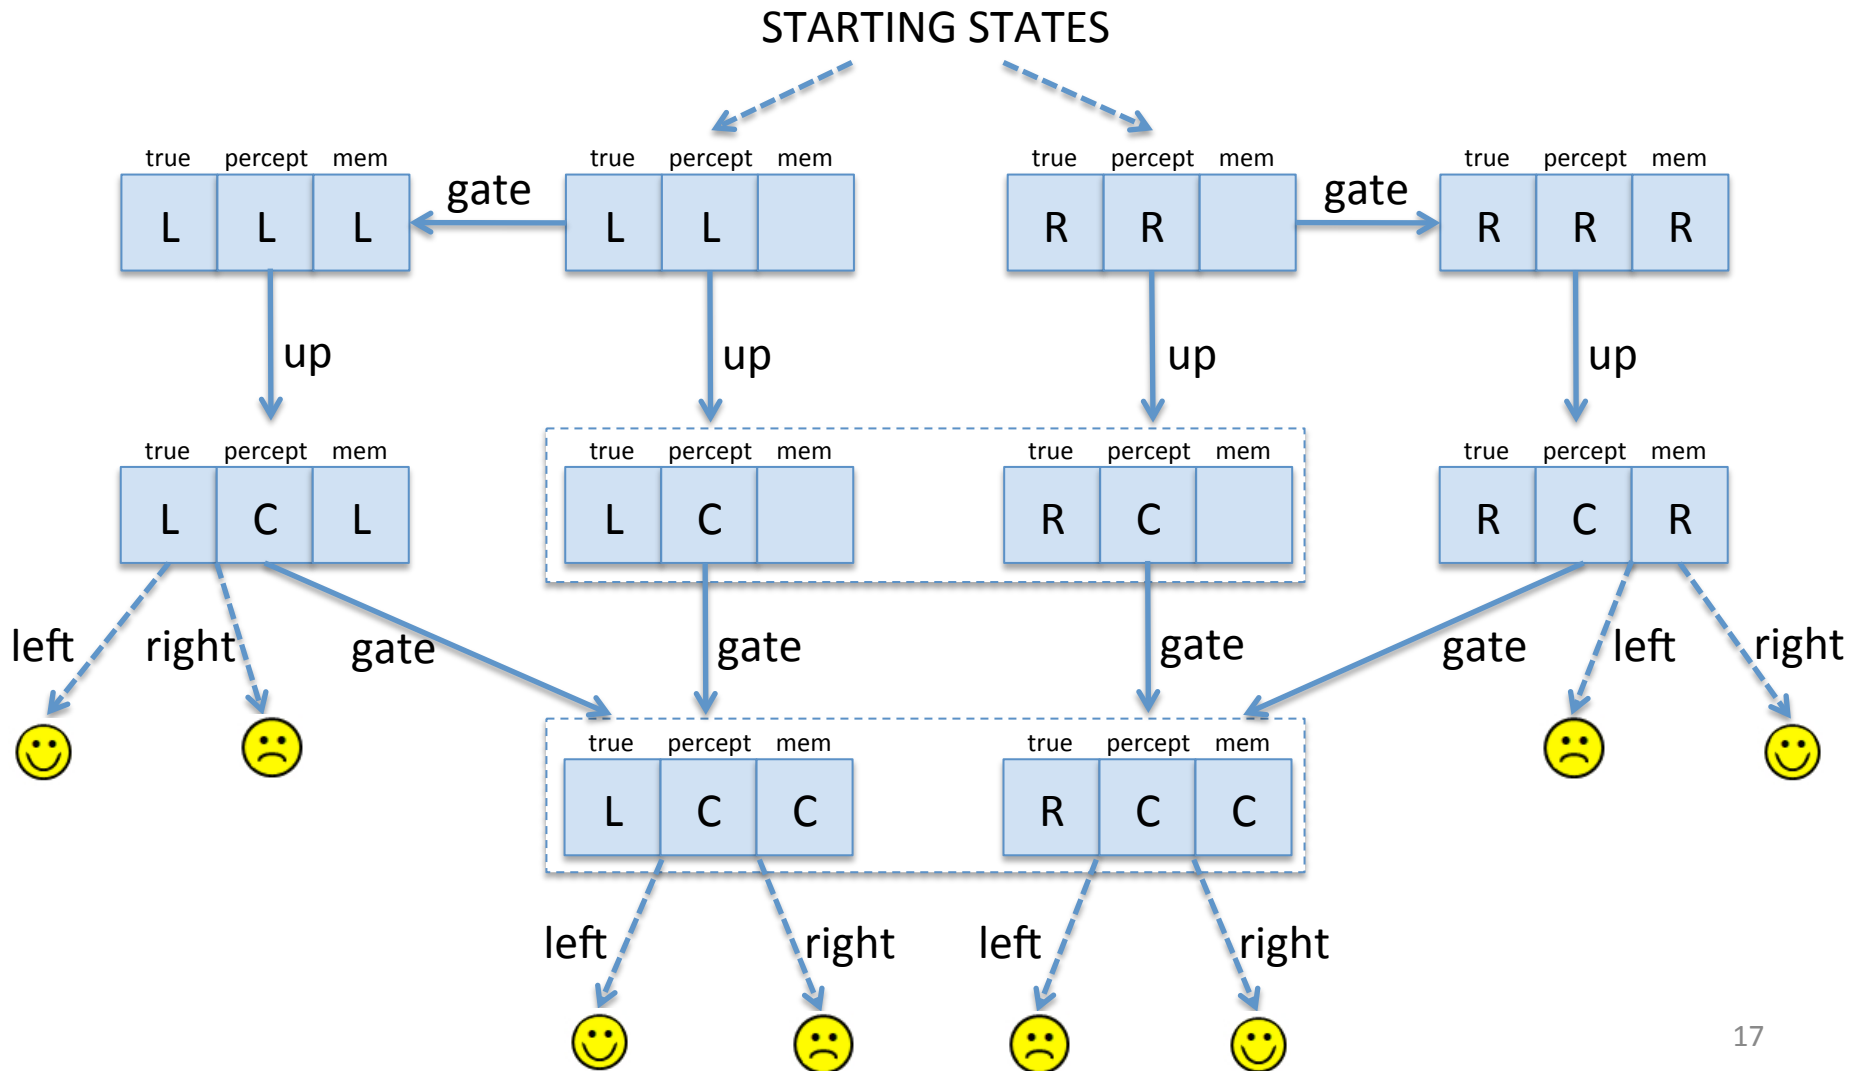 STARTING STATES
true percept mem true percept mem true percept mem true percept mem
gate gate
L L L L L R R R R R
up up up up
true percept mem true percept mem true percept mem true percept mem
L C L L C R C R C R
left right gate gate gate gate left right
true percept mem true percept mem
L C C R C C
left right left right
17